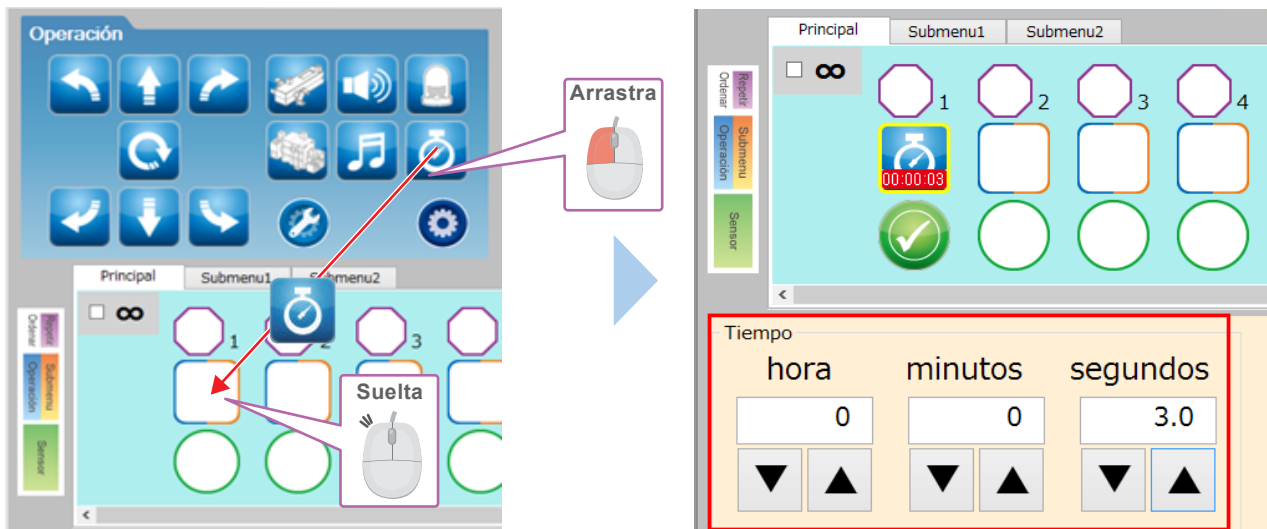 Operación
Arrastra
Principal
Submenu1
Submenu2
∞
Repetir
Ordenar
Submenu
Operación
Sensor
1
2
3
Suelta
<
Principal
Submenu1
Submenu2
∞
Repetir
Ordenar
Submenu
Operación
Sensor
1
2
3
4
00:00:03
<
Tiempo
hora
minutos
segundos
0
0
3.0